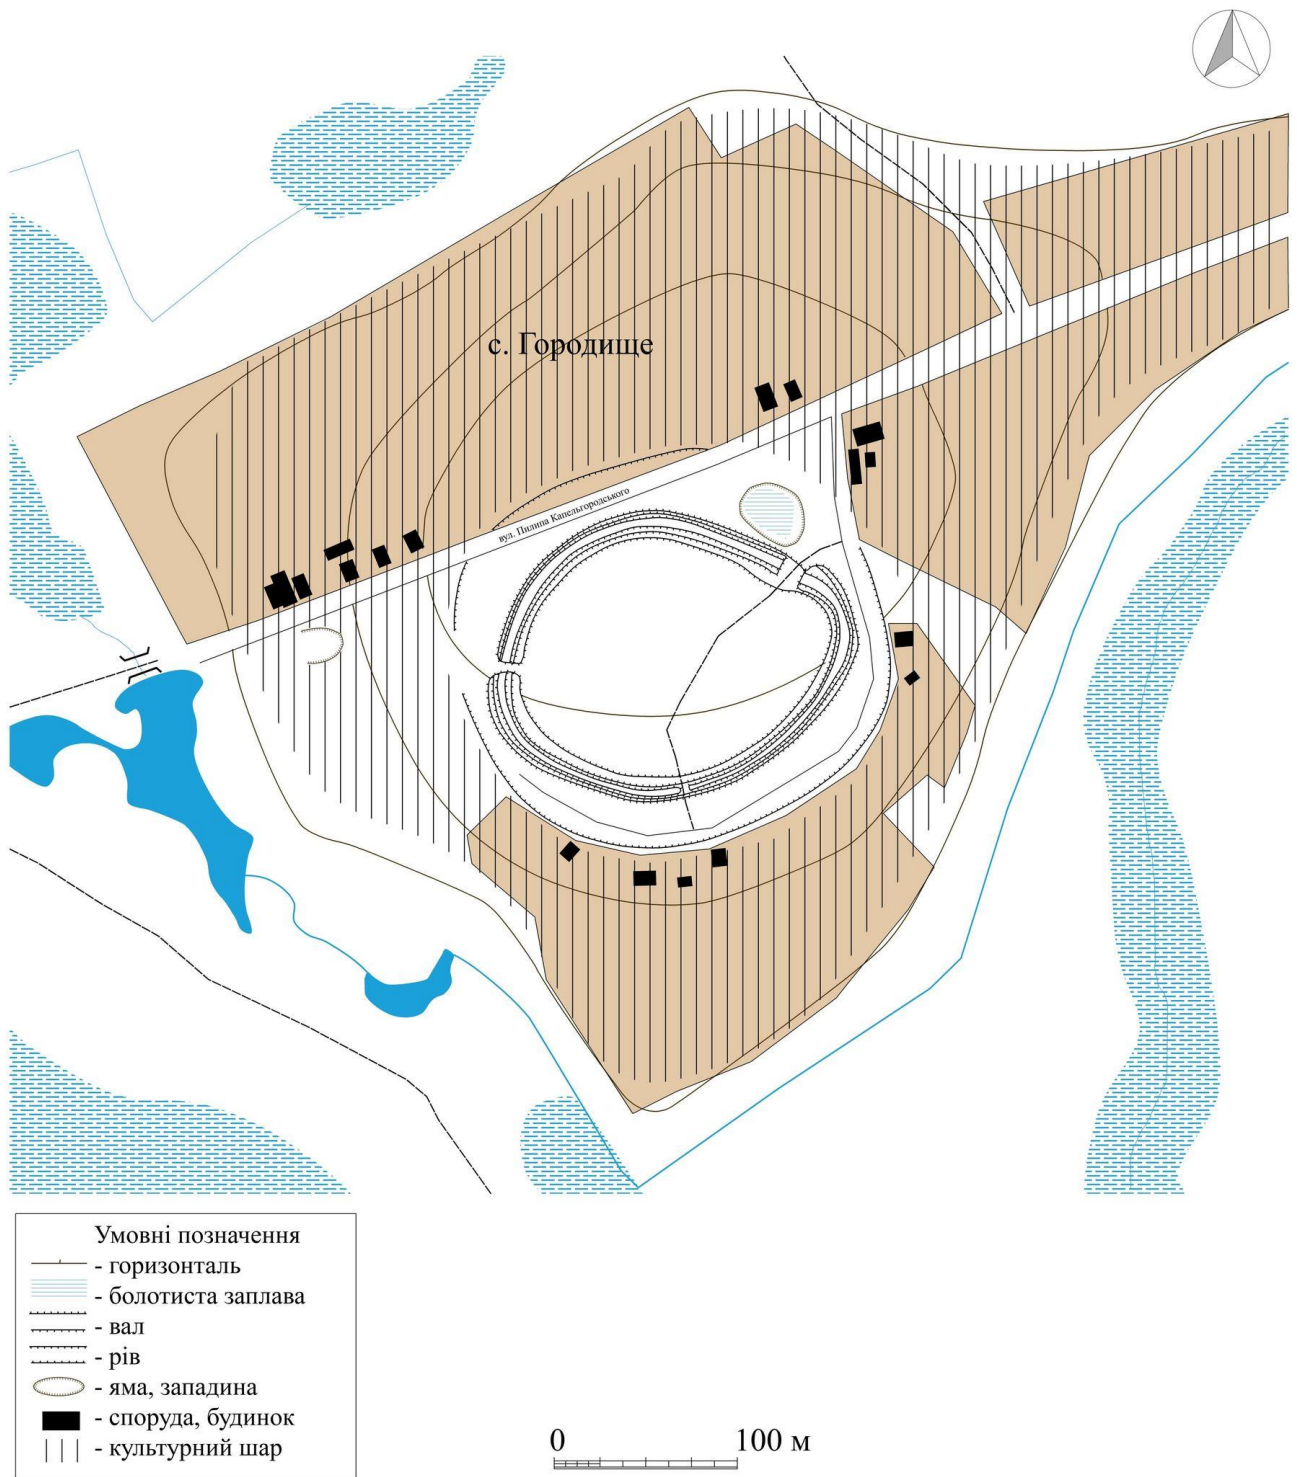 с. Городище
вул. Пилипа Капельгородського
Умовні позначення
- горизонталь
- болотиста заплава
- вал
- рів
- яма, западина
- споруда, будинок
- культурний шар
0 100 м